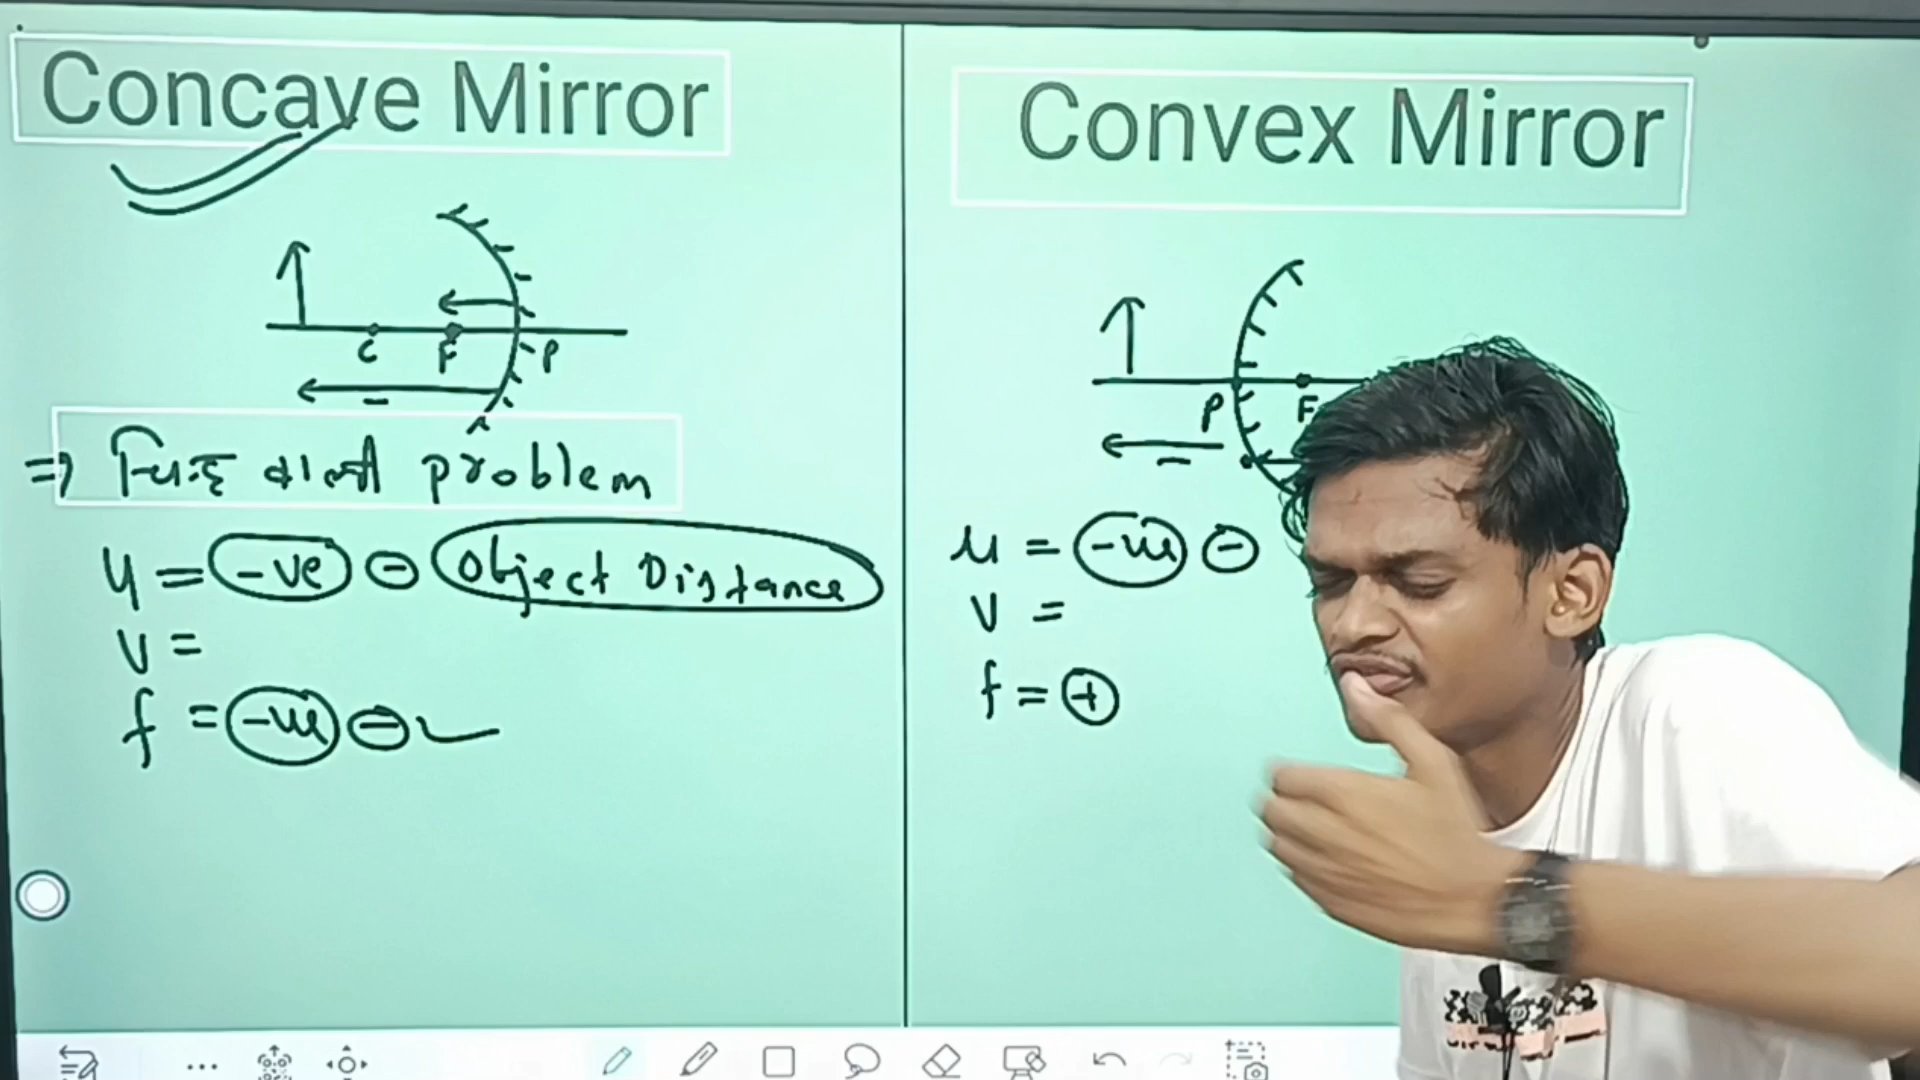 Concave Mirror
Convex Mirror
C F P
P F
⇒ चिन्ह वाली problem
u = -ve ⊖ Object Distance
v =
f = -ve ⊖
u = -ve ⊖
v =
f = ⊕